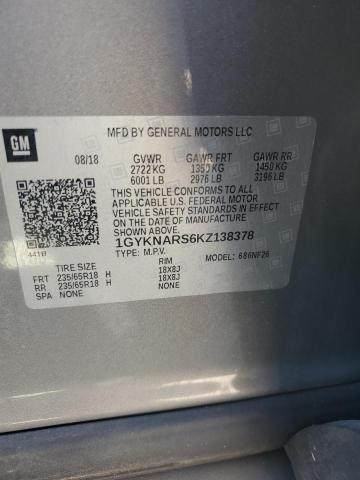 GM
MFD BY GENERAL MOTORS LLC
08/18 GVWR GAWR FRT GAWR RR
2722 KG 1350 KG 1450 KG
6001 LB 2976 LB 3196 LB
THIS VEHICLE CONFORMS TO ALL
APPLICABLE U.S. FEDERAL MOTOR
VEHICLE SAFETY STANDARDS IN EFFECT
ON THE DATE OF MANUFACTURE SHOWN ABOVE.
1GYKNARS6KZ138378
TYPE: M.P.V. 686NF26
441B
TIRE SIZE RIM
FRT 235/65R18 H 18X8J
RR 235/65R18 H 18X8J
SPA NONE NONE